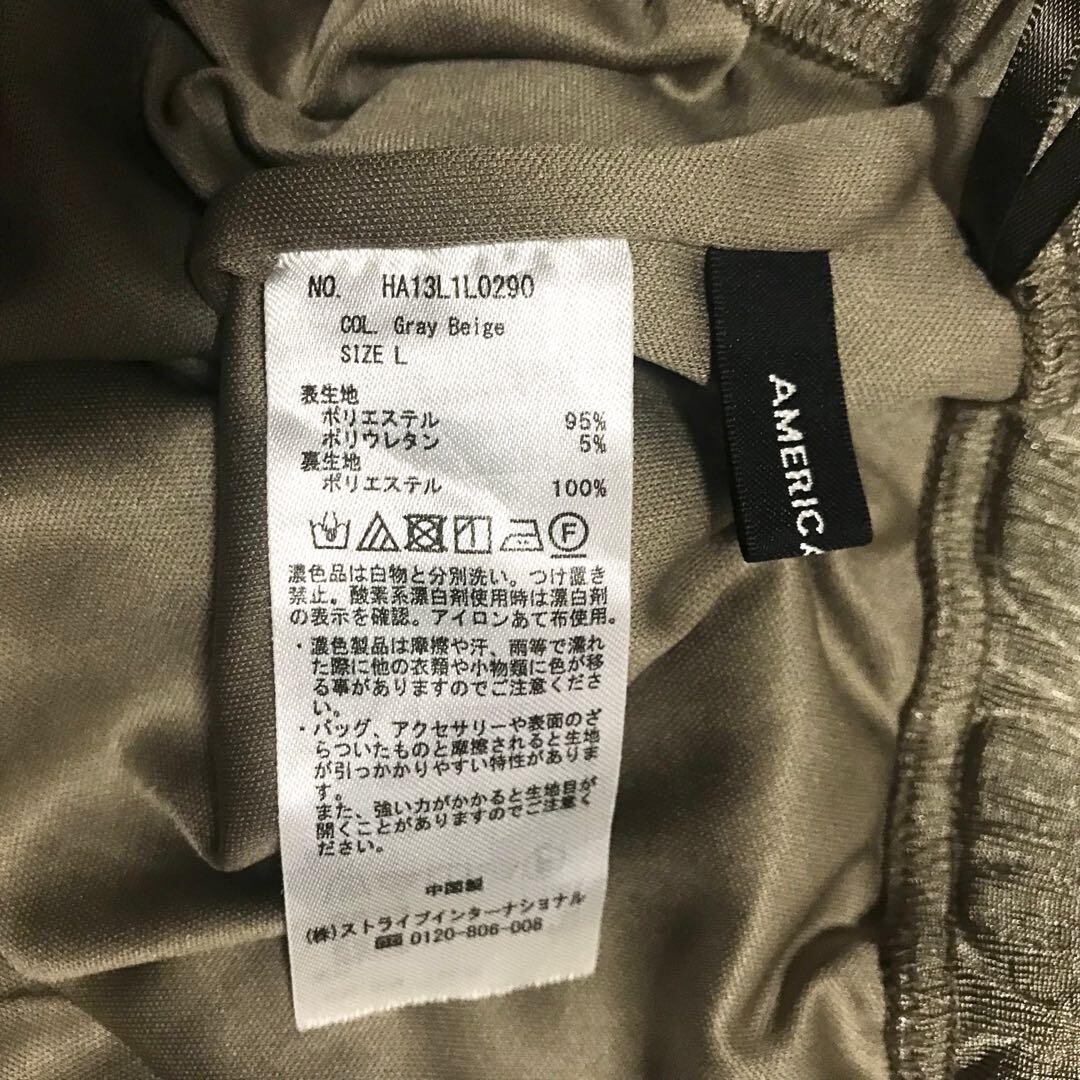 NO. HA13L1L0290
COL. Gray Beige
SIZE L
表生地
ポリエステル 95%
ポリウレタン 5%
裏生地
ポリエステル 100%
F
濃色品は白物と分別洗い。つけ置き
禁止。酸素系漂白剤使用時は漂白剤
の表示を確認。アイロンあて布使用。
・濃色製品は摩擦や汗、雨等で濡れ
た際に他の衣類や小物類に色が移
る事がありますのでご注意くださ
い。
・バッグ、アクセサリーや表面のざ
らついたものと摩擦されると生地
が引っかかりやすい特性がありま
す。
また、強い力がかかると生地目が
開くことがありますのでご注意く
ださい。
中国製
(株)ストライプインターナショナル
0120-806-008
AMERICA